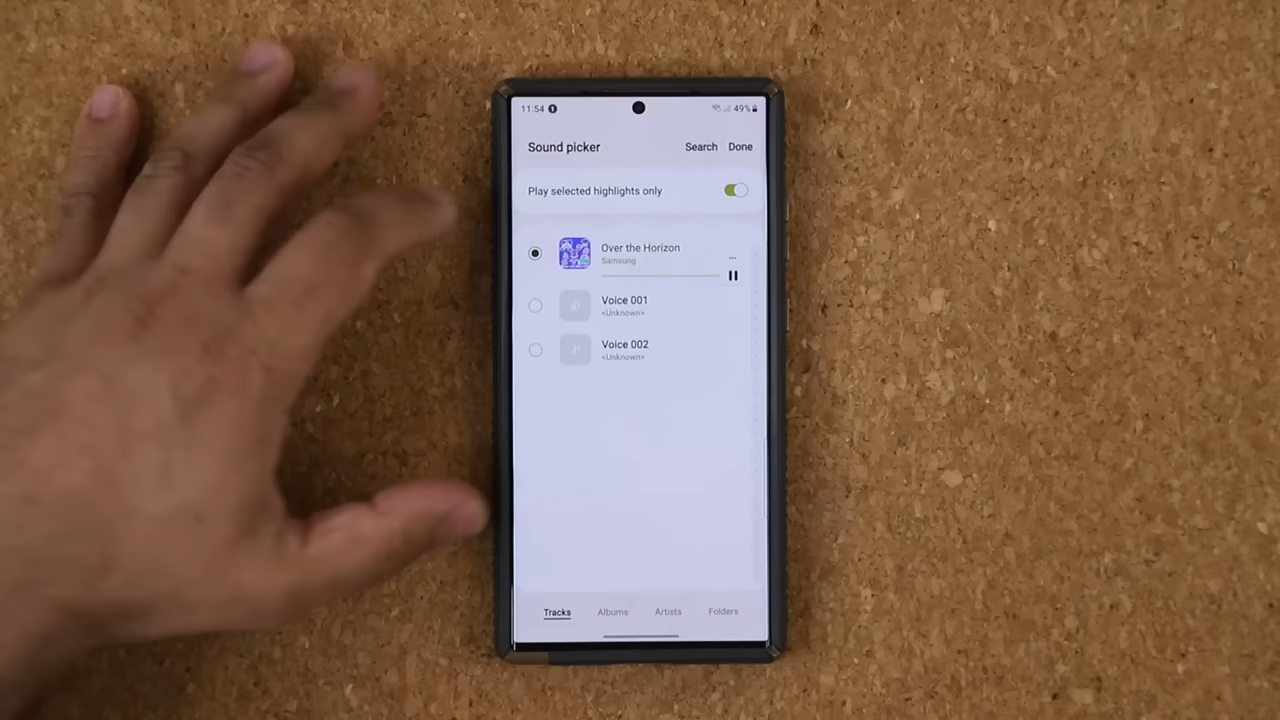 11:54 49%
Sound picker Search Done
Play selected highlights only
Over the Horizon
Samsung
Voice 001
<Unknown>
Voice 002
<Unknown>
Tracks Albums Artists Folders